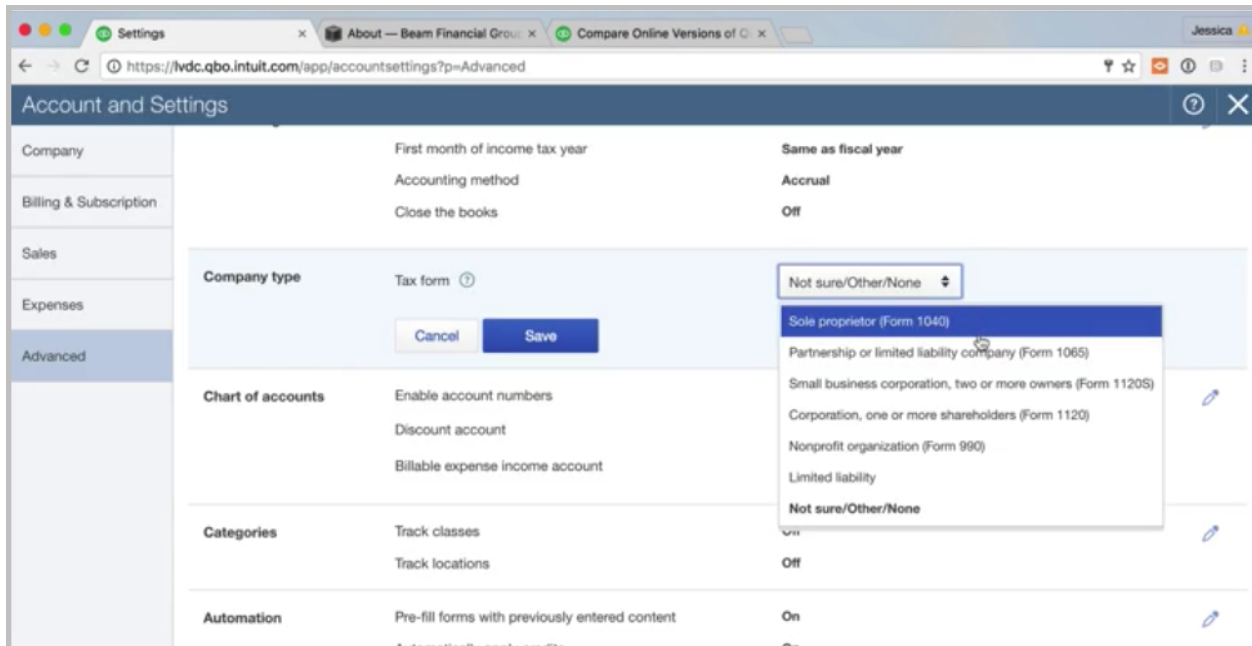 Settings
About — Beam Financial Grou
Compare Online Versions of Q
Jessica
https://lvdc.qbo.intuit.com/app/accountsettings?p=Advanced
Account and Settings
Company
Billing & Subscription
Sales
Expenses
Advanced
First month of income tax year Same as fiscal year
Accounting method Accrual
Close the books Off
Company type Tax form Not sure/Other/None
Cancel Save
Sole proprietor (Form 1040)
Partnership or limited liability company (Form 1065)
Small business corporation, two or more owners (Form 1120S)
Corporation, one or more shareholders (Form 1120)
Nonprofit organization (Form 990)
Limited liability
Not sure/Other/None
Chart of accounts Enable account numbers
Discount account
Billable expense income account
Categories Track classes Off
Track locations Off
Automation Pre-fill forms with previously entered content On
Automatically apply credits On